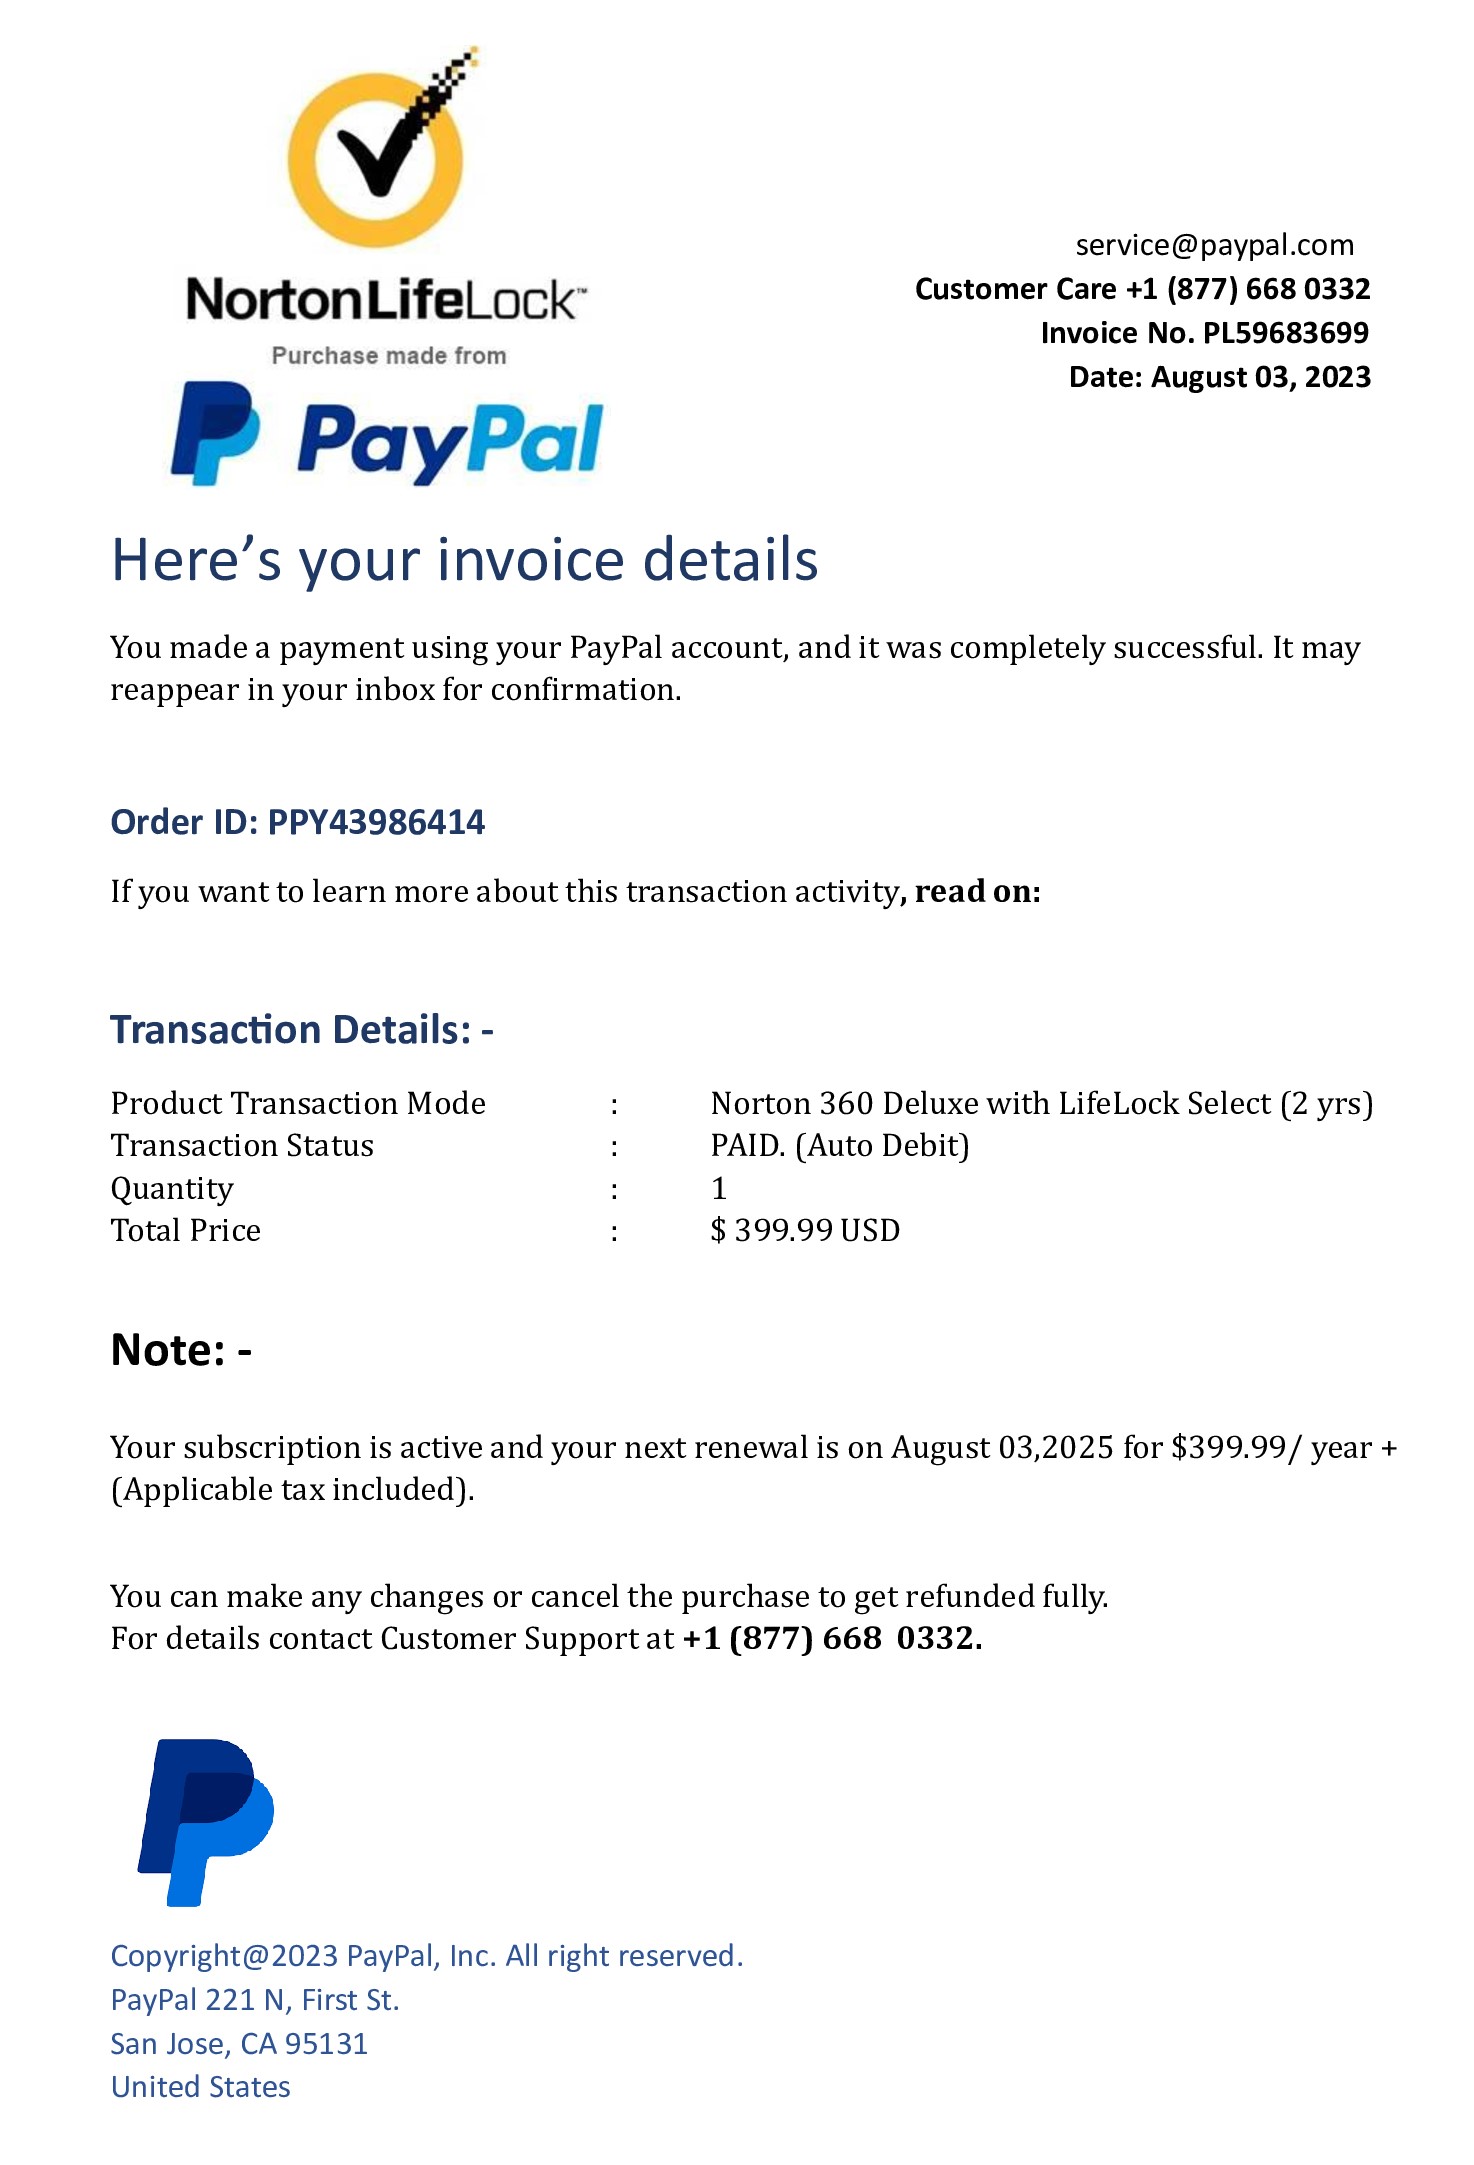 NortonLifeLock™
Purchase made from
PayPal
service@paypal.com
Customer Care +1 (877) 668 0332
Invoice No. PL59683699
Date: August 03, 2023
Here’s your invoice details
You made a payment using your PayPal account, and it was completely successful. It may
reappear in your inbox for confirmation.
Order ID: PPY43986414
If you want to learn more about this transaction activity, read on:
Transaction Details: -
Product Transaction Mode : Norton 360 Deluxe with LifeLock Select (2 yrs)
Transaction Status : PAID. (Auto Debit)
Quantity : 1
Total Price : $ 399.99 USD
Note: -
Your subscription is active and your next renewal is on August 03,2025 for $399.99/ year +
(Applicable tax included).
You can make any changes or cancel the purchase to get refunded fully.
For details contact Customer Support at +1 (877) 668 0332.
Copyright@2023 PayPal, Inc. All right reserved.
PayPal 221 N, First St.
San Jose, CA 95131
United States